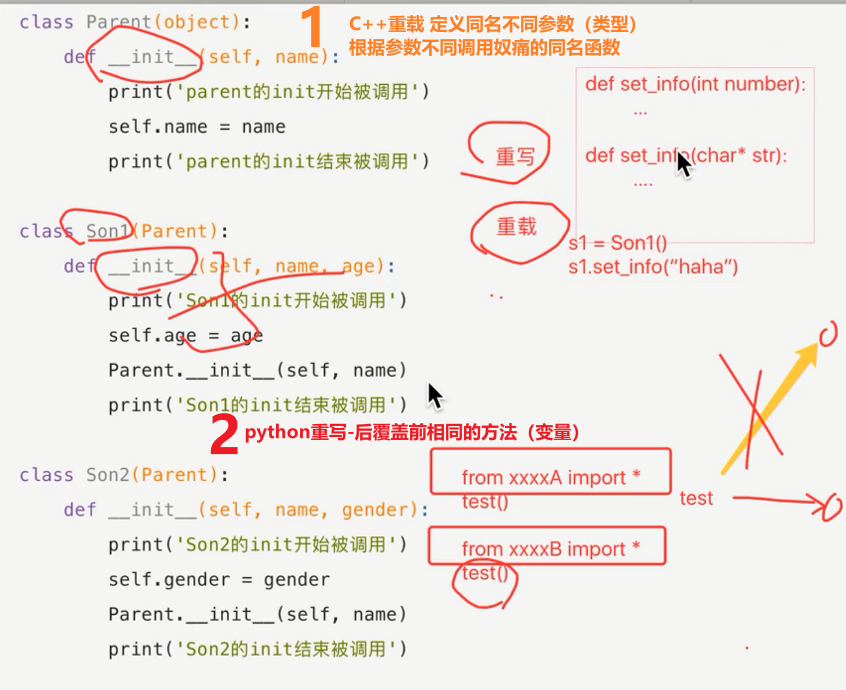 class Parent(object):
def __init__(self, name):
print('parent的init开始被调用')
self.name = name
print('parent的init结束被调用')
class Son1(Parent):
def __init__(self, name, age):
print('Son1的init开始被调用')
self.age = age
Parent.__init__(self, name)
print('Son1的init结束被调用')
class Son2(Parent):
def __init__(self, name, gender):
print('Son2的init开始被调用')
self.gender = gender
Parent.__init__(self, name)
print('Son2的init结束被调用')
1
C++重载 定义同名不同参数（类型）
根据参数不同调用奴痛的同名函数
重写
重载
def set_info(int number):
...
def set_info(char* str):
....
s1 = Son1()
s1.set_info(“haha”)
2
python重写-后覆盖前相同的方法（变量）
from xxxxA import *
test()
from xxxxB import *
test()
test